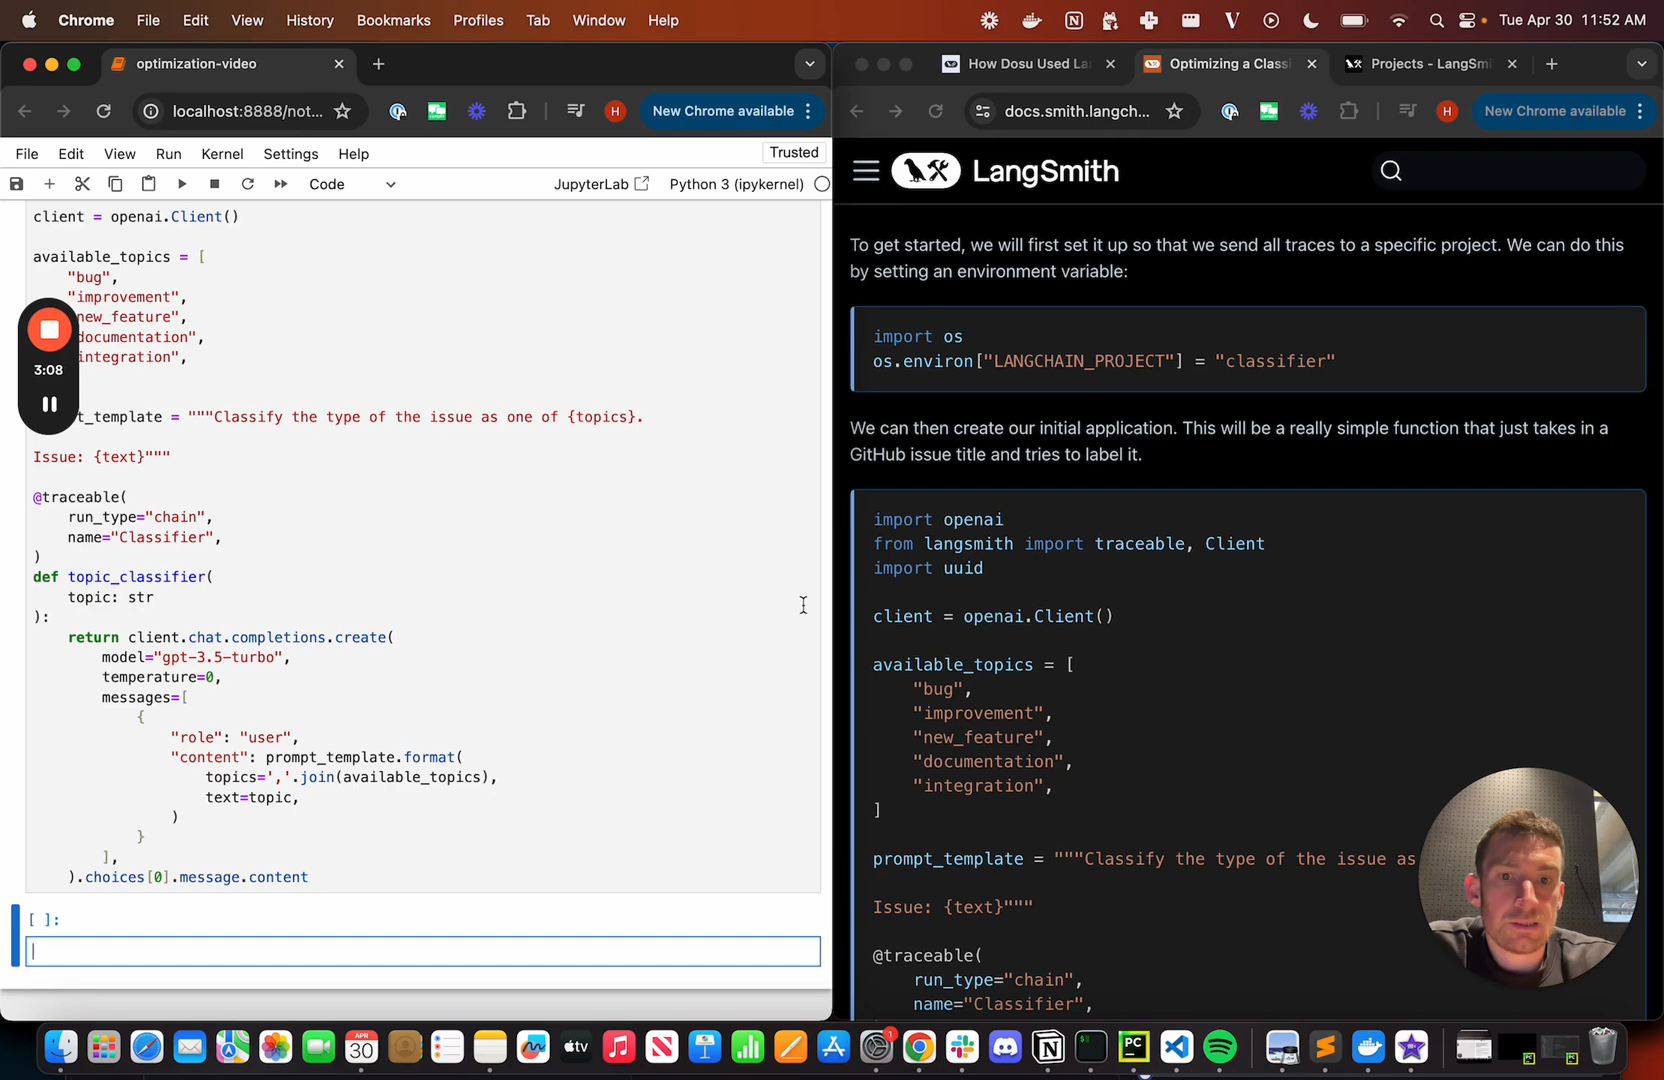 Chrome File Edit View History Bookmarks Profiles Tab Window Help Tue Apr 30 11:52 AM
optimization-video
localhost:8888/not...
New Chrome available
File Edit View Run Kernel Settings Help
Trusted
Code
JupyterLab
Python 3 (ipykernel)
client = openai.Client()
available_topics = [
"bug",
"improvement",
new_feature",
documentation",
integration",
t_template = """Classify the type of the issue as one of {topics}.
Issue: {text}"""
@traceable(
run_type="chain",
name="Classifier",
)
def topic_classifier(
topic: str
):
return client.chat.completions.create(
model="gpt-3.5-turbo",
temperature=0,
messages=[
{
"role": "user",
"content": prompt_template.format(
topics=','.join(available_topics),
text=topic,
)
}
],
).choices[0].message.content
[ ]:
3:08
How Dosu Used La
Optimizing a Classi
Projects - LangSmi
docs.smith.langch...
H
New Chrome available
LangSmith
To get started, we will first set it up so that we send all traces to a specific project. We can do this
by setting an environment variable:
import os
os.environ["LANGCHAIN_PROJECT"] = "classifier"
We can then create our initial application. This will be a really simple function that just takes in a
GitHub issue title and tries to label it.
import openai
from langsmith import traceable, Client
import uuid
client = openai.Client()
available_topics = [
"bug",
"improvement",
"new_feature",
"documentation",
"integration",
]
prompt_template = """Classify the type of the issue as
Issue: {text}"""
@traceable(
run_type="chain",
name="Classifier",
APR
30
tv
1
PC